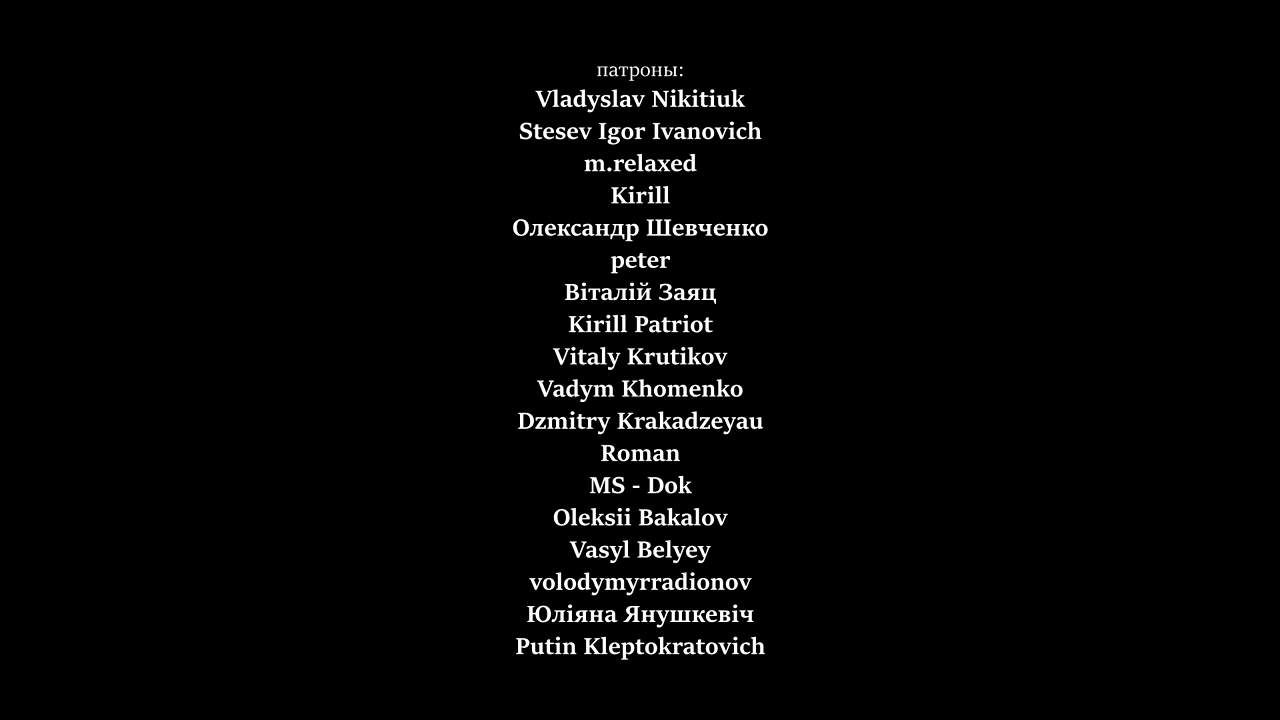 патроны:
Vladyslav Nikitiuk
Stesev Igor Ivanovich
m.relaxed
Kirill
Олександр Шевченко
peter
Віталій Заяц
Kirill Patriot
Vitaly Krutikov
Vadym Khomenko
Dzmitry Krakadzeyau
Roman
MS - Dok
Oleksii Bakalov
Vasyl Belyey
volodymyrradionov
Юліяна Янушкевіч
Putin Kleptokratovich